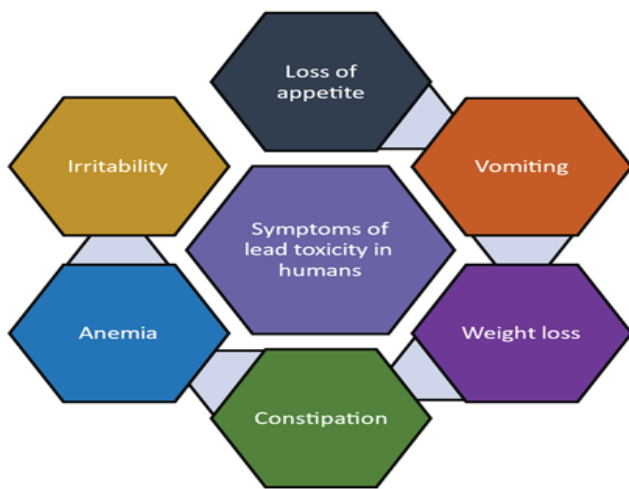 Loss of
appetite
Irritability
Vomiting
Symptoms of
lead toxicity in
humans
Anemia
Weight loss
Constipation